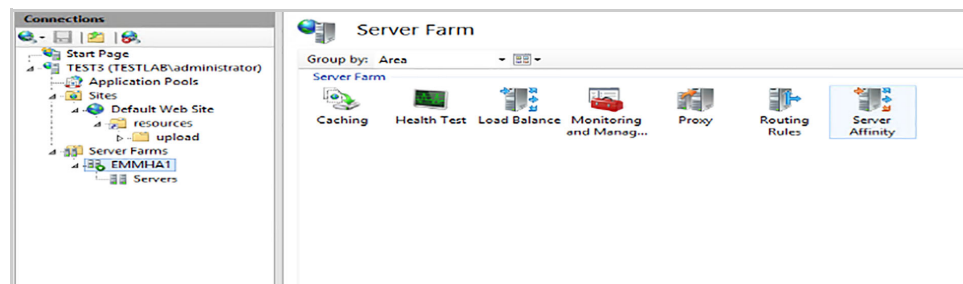 Connections
Start Page
TEST3 (TESTLAB\administrator)
Application Pools
Sites
Default Web Site
resources
upload
Server Farms
EMMHA1
Servers
Server Farm
Group by: Area
Server Farm
Caching
Health Test
Load Balance
Monitoring
and Manag...
Proxy
Routing
Rules
Server
Affinity